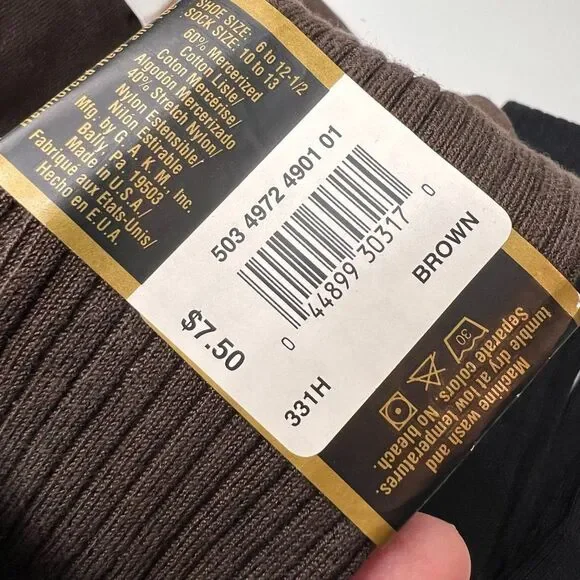 SHOE SIZE: 6 to 12-1/2
SOCK SIZE: 10 to 13
60% Mercerized
Cotton Lisle/
Coton Mercérise/
Algodon Mercerizado
40% Stretch Nylon/
Nylon Extensible/
Nilon Estirable
Mfg. by G.A.K.M., Inc.
Bally Pa. 19503
Made in U.S.A./
Fabrique aux Etats-Unis/
Hecho en E.U.A.
503 4972 4901 01
0 44899 30317 0
BROWN
$7.50
331H
30
Machine wash and
tumble dry at low temperatures.
Separate colors. No bleach.